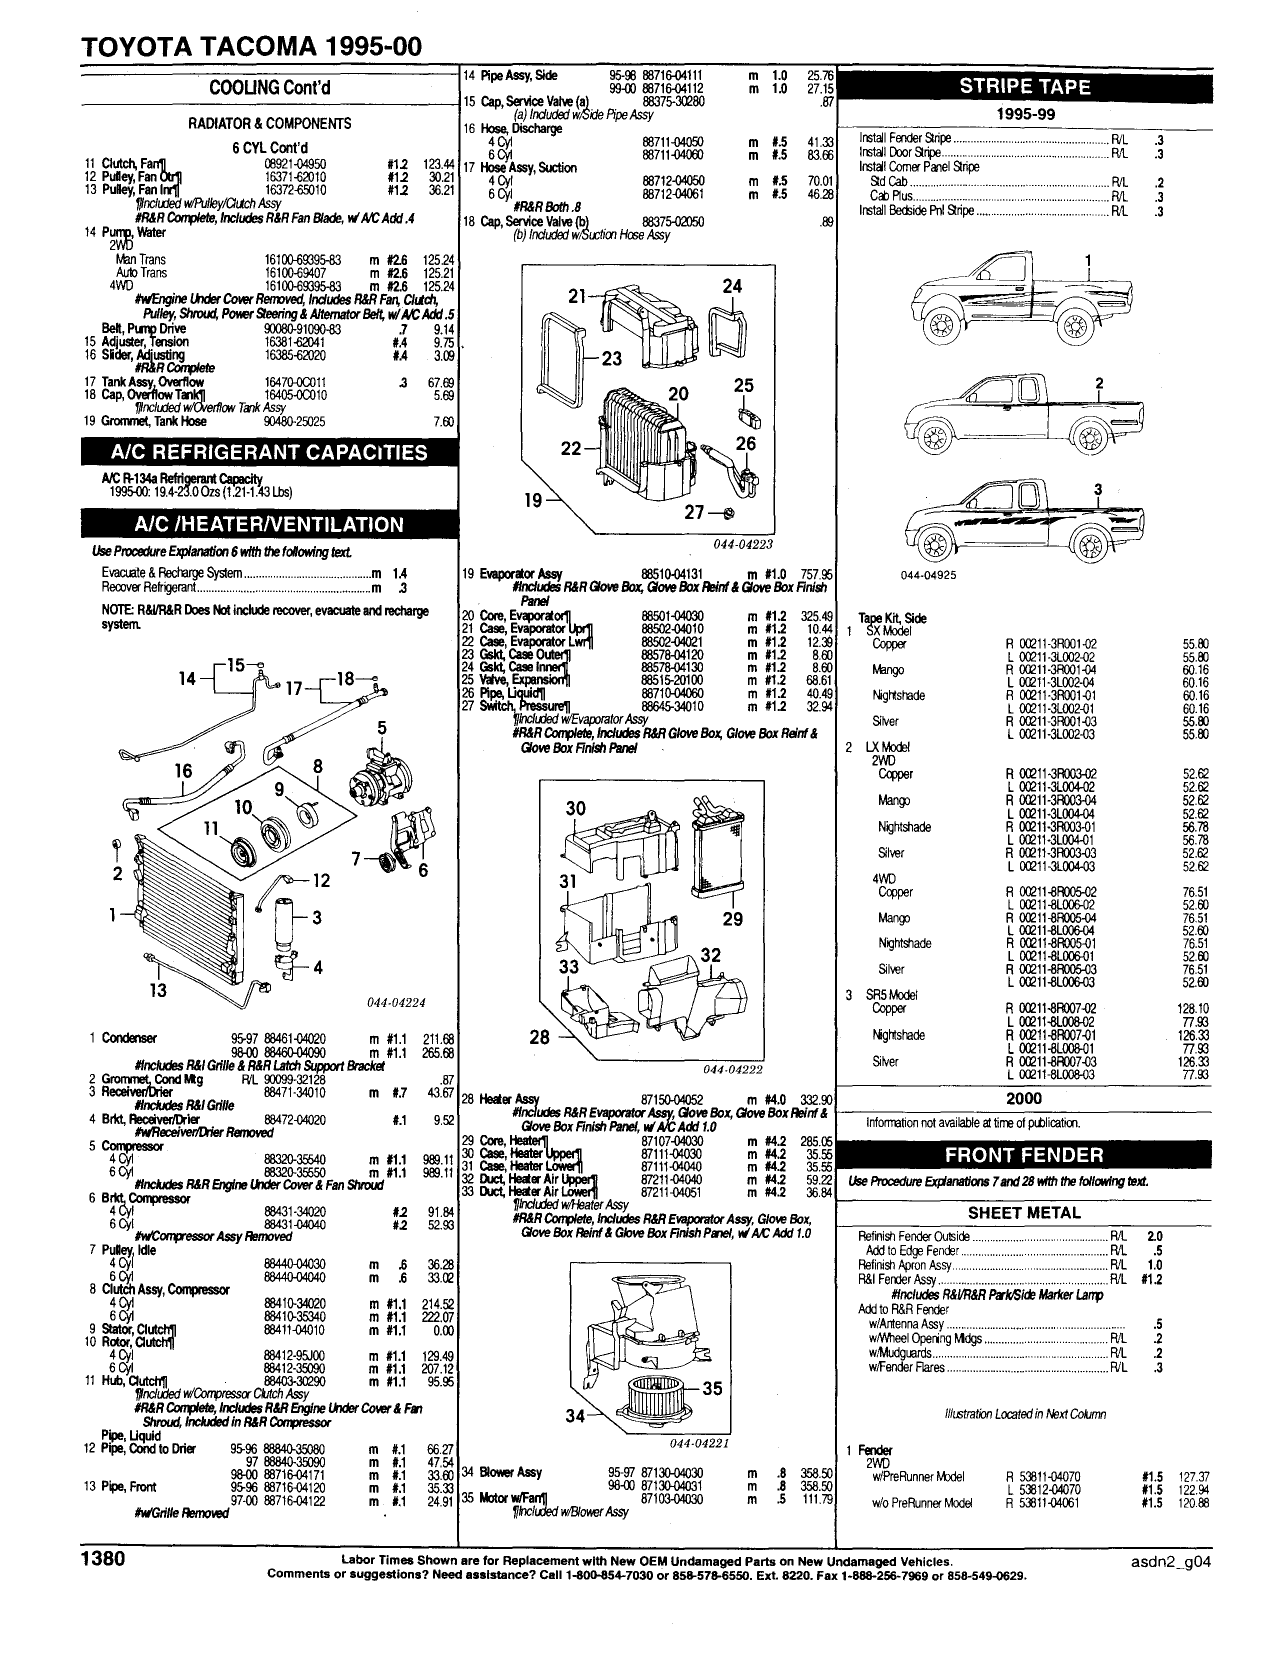 TOYOTA TACOMA 1995-00
COOLING Cont'd
RADIATOR & COMPONENTS
6 CYL Cont'd
11 Clutch, Fan¶ 08921-04950 #1.2 123.44
12 Pulley, Fan Otr¶ 16371-62010 #1.2 30.21
13 Pulley, Fan Inr¶ 16372-65010 #1.2 36.21
¶Included w/Pulley/Clutch Assy
#R&R Complete, Includes R&R Fan Blade, w/ A/C Add .4
14 Pump, Water
2WD
Man Trans 16100-69395-83 m #2.6 125.24
Auto Trans 16100-69407 m #2.6 125.21
4WD 16100-69395-83 m #2.6 125.24
#w/Engine Under Cover Removed, Includes R&R Fan, Clutch,
Pulley, Shroud, Power Steering & Alternator Belt, w/ A/C Add .5
Belt, Pump Drive 90080-91090-83 .7 9.14
15 Adjuster, Tension 16381-62041 #.4 9.75
16 Slider, Adjusting 16385-62020 #.4 3.09
#R&R Complete
17 Tank Assy, Overflow 16470-0C011 .3 67.69
18 Cap, Overflow Tank¶ 16405-0C010 5.69
¶Included w/Overflow Tank Assy
19 Grommet, Tank Hose 90480-25025 7.60
A/C REFRIGERANT CAPACITIES
A/C R-134a Refrigerant Capacity
1995-00: 19.4-23.0 Ozs (1.21-1.43 Lbs)
A/C /HEATER/VENTILATION
Use Procedure Explanation 6 with the following text.
Evacuate & Recharge System m 1.4
Recover Refrigerant m .3
NOTE: R&I/R&R Does Not include recover, evacuate and recharge
system.
14 15 17 18
5
16 8
9
10
11
7 6
2
12
1 3
4
13
044-04224
1 Condenser 95-97 88461-04020 m #1.1 211.68
98-00 88460-04090 m #1.1 265.68
#Includes R&I Grille & R&R Latch Support Bracket
2 Grommet, Cond Mtg R/L 90099-32128 .87
3 Receiver/Drier 88471-34010 m #.7 43.67
#Includes R&I Grille
4 Brkt, Receiver/Drier 88472-04020 #.1 9.52
#w/Receiver/Drier Removed
5 Compressor
4 Cyl 88320-35540 m #1.1 989.11
6 Cyl 88320-35550 m #1.1 989.11
#Includes R&R Engine Under Cover & Fan Shroud
6 Brkt, Compressor
4 Cyl 88431-34020 #.2 91.84
6 Cyl 88431-04040 #.2 52.93
#w/Compressor Assy Removed
7 Pulley, Idle
4 Cyl 88440-04030 m .6 36.28
6 Cyl 88440-04040 m .6 33.02
8 Clutch Assy, Compressor
4 Cyl 88410-34020 m #1.1 214.52
6 Cyl 88410-35340 m #1.1 222.07
9 Stator, Clutch¶ 88411-04010 m #1.1 0.00
10 Rotor, Clutch¶
4 Cyl 88412-95J00 m #1.1 129.49
6 Cyl 88412-35090 m #1.1 207.12
11 Hub, Clutch¶ 88403-30290 m #1.1 95.95
¶Included w/Compressor Clutch Assy
#R&R Complete, Includes R&R Engine Under Cover & Fan
Shroud, Included in R&R Compressor
Pipe, Liquid
12 Pipe, Cond to Drier 95-96 88840-35080 m #.1 66.27
97 88840-35090 m #.1 47.54
98-00 88716-04171 m #.1 33.60
13 Pipe, Front 95-96 88716-04120 m #.1 35.33
97-00 88716-04122 m #.1 24.91
#w/Grille Removed
14 Pipe Assy, Side 95-98 88716-04111 m 1.0 25.76
99-00 88716-04112 m 1.0 27.15
15 Cap, Service Valve (a) 88375-30280 .87
(a) Included w/Side Pipe Assy
16 Hose, Discharge
4 Cyl 88711-04050 m #.5 41.33
6 Cyl 88711-04060 m #.5 83.66
17 Hose Assy, Suction
4 Cyl 88712-04050 m #.5 70.01
6 Cyl 88712-04061 m #.5 46.28
#R&R Both .8
18 Cap, Service Valve (b) 88375-02050 .89
(b) Included w/Suction Hose Assy
21 24
23
20 25
22 26
19 27
044-04223
19 Evaporator Assy 88510-04131 m #1.0 757.95
#Includes R&R Glove Box, Glove Box Reinf & Glove Box Finish
Panel
20 Core, Evaporator¶ 88501-04030 m #1.2 325.49
21 Case, Evaporator Upr¶ 88502-04010 m #1.2 10.44
22 Case, Evaporator Lwr¶ 88502-04021 m #1.2 12.39
23 Gskt, Case Outer¶ 88578-04120 m #1.2 8.60
24 Gskt, Case Inner¶ 88578-04130 m #1.2 8.60
25 Valve, Expansion¶ 88515-20100 m #1.2 68.61
26 Pipe, Liquid¶ 88710-04060 m #1.2 40.49
27 Switch, Pressure¶ 88645-34010 m #1.2 32.94
¶Included w/Evaporator Assy
#R&R Complete, Includes R&R Glove Box, Glove Box Reinf &
Glove Box Finish Panel
30
31
29
33 32
28
044-04222
28 Heater Assy 87150-04052 m #4.0 332.90
#Includes R&R Evaporator Assy, Glove Box, Glove Box Reinf &
Glove Box Finish Panel, w/ A/C Add 1.0
29 Core, Heater¶ 87107-04030 m #4.2 285.05
30 Case, Heater Upper¶ 87111-04030 m #4.2 35.55
31 Case, Heater Lower¶ 87111-04040 m #4.2 35.55
32 Duct, Heater Air Upper¶ 87211-04040 m #4.2 59.22
33 Duct, Heater Air Lower¶ 87211-04051 m #4.2 36.84
¶Included w/Heater Assy
#R&R Complete, Includes R&R Evaporator Assy, Glove Box,
Glove Box Reinf & Glove Box Finish Panel, w/ A/C Add 1.0
35
34
044-04221
34 Blower Assy 95-97 87130-04030 m .8 358.50
98-00 87130-04031 m .8 358.50
35 Motor w/Fan¶ 87103-04030 m .5 111.79
¶Included w/Blower Assy
STRIPE TAPE
1995-99
Install Fender Stripe R/L .3
Install Door Stripe R/L .3
Install Corner Panel Stripe
Std Cab R/L .2
Cab Plus R/L .3
Install Bedside Pnl Stripe R/L .3
1
2
3
044-04925
Tape Kit, Side
1 SX Model
Copper R 00211-3R001-02 55.80
L 00211-3L002-02 55.80
Mango R 00211-3R001-04 60.16
L 00211-3L002-04 60.16
Nightshade R 00211-3R001-01 60.16
L 00211-3L002-01 60.16
Silver R 00211-3R001-03 55.80
L 00211-3L002-03 55.80
2 LX Model
2WD
Copper R 00211-3R003-02 52.62
L 00211-3L004-02 52.62
Mango R 00211-3R003-04 52.62
L 00211-3L004-04 52.62
Nightshade R 00211-3R003-01 56.78
L 00211-3L004-01 56.78
Silver R 00211-3R003-03 52.62
L 00211-3L004-03 52.62
4WD
Copper R 00211-8R005-02 76.51
L 00211-8L006-02 52.60
Mango R 00211-8R005-04 76.51
L 00211-8L006-04 52.60
Nightshade R 00211-8R005-01 76.51
L 00211-8L006-01 52.60
Silver R 00211-8R005-03 76.51
L 00211-8L006-03 52.60
3 SR5 Model
Copper R 00211-8R007-02 128.10
L 00211-8L008-02 77.93
Nightshade R 00211-8R007-01 126.33
L 00211-8L008-01 77.93
Silver R 00211-8R007-03 126.33
L 00211-8L008-03 77.93
2000
Information not available at time of publication.
FRONT FENDER
Use Procedure Explanations 7 and 28 with the following text.
SHEET METAL
Refinish Fender Outside R/L 2.0
Add to Edge Fender R/L .5
Refinish Apron Assy R/L 1.0
R&I Fender Assy R/L #1.2
#Includes R&I/R&R Park/Side Marker Lamp
Add to R&R Fender
w/Antenna Assy .5
w/Wheel Opening Mldgs R/L .2
w/Mudguards R/L .2
w/Fender Flares R/L .3
Illustration Located in Next Column
1 Fender
2WD
w/PreRunner Model R 53811-04070 #1.5 127.37
L 53812-04070 #1.5 122.94
w/o PreRunner Model R 53811-04061 #1.5 120.88
1380
Labor Times Shown are for Replacement with New OEM Undamaged Parts on New Undamaged Vehicles.
asdn2_g04
Comments or suggestions? Need assistance? Call 1-800-854-7030 or 858-578-6550. Ext. 8220. Fax 1-888-256-7969 or 858-549-0629.